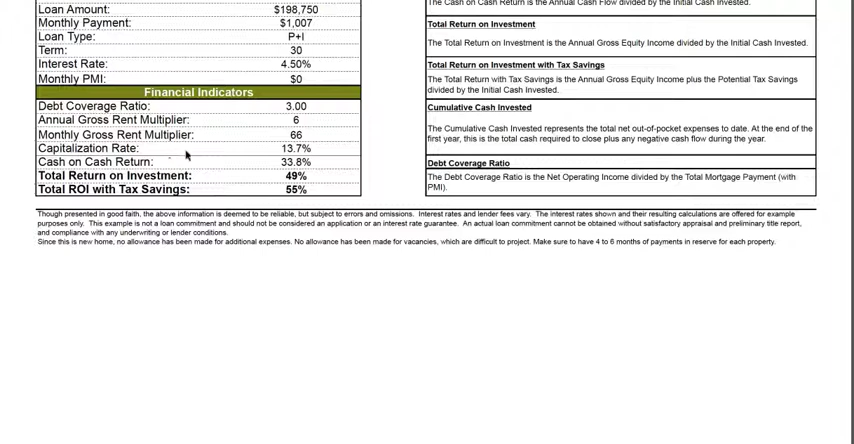 The Cash on Cash Return is the Annual Cash Flow divided by the Initial Cash Invested.
Loan Amount: $198,750
Monthly Payment: $1,007
Loan Type: P+I
Term: 30
Interest Rate: 4.50%
Monthly PMI: $0
Financial Indicators
Debt Coverage Ratio: 3.00
Annual Gross Rent Multiplier: 6
Monthly Gross Rent Multiplier: 66
Capitalization Rate: 13.7%
Cash on Cash Return: 33.8%
Total Return on Investment: 49%
Total ROI with Tax Savings: 55%
Total Return on Investment
The Total Return on Investment is the Annual Gross Equity Income divided by the Initial Cash Invested.
Total Return on Investment with Tax Savings
The Total Return with Tax Savings is the Annual Gross Equity Income plus the Potential Tax Savings
divided by the Initial Cash Invested.
Cumulative Cash Invested
The Cumulative Cash Invested represents the total net out-of-pocket expenses to date. At the end of the
first year, this is the total cash required to close plus any negative cash flow during the year.
Debt Coverage Ratio
The Debt Coverage Ratio is the Net Operating Income divided by the Total Mortgage Payment (with
PMI).
Though presented in good faith, the above information is deemed to be reliable, but subject to errors and omissions. Interest rates and lender fees vary. The interest rates shown and their resulting calculations are offered for example
purposes only. This example is not a loan commitment and should not be considered an application or an interest rate guarantee. An actual loan commitment cannot be obtained without satisfactory appraisal and preliminary title report,
and compliance with any underwriting or lender conditions.
Since this is new home, no allowance has been made for additional expenses. No allowance has been made for vacancies, which are difficult to project. Make sure to have 4 to 6 months of payments in reserve for each property.